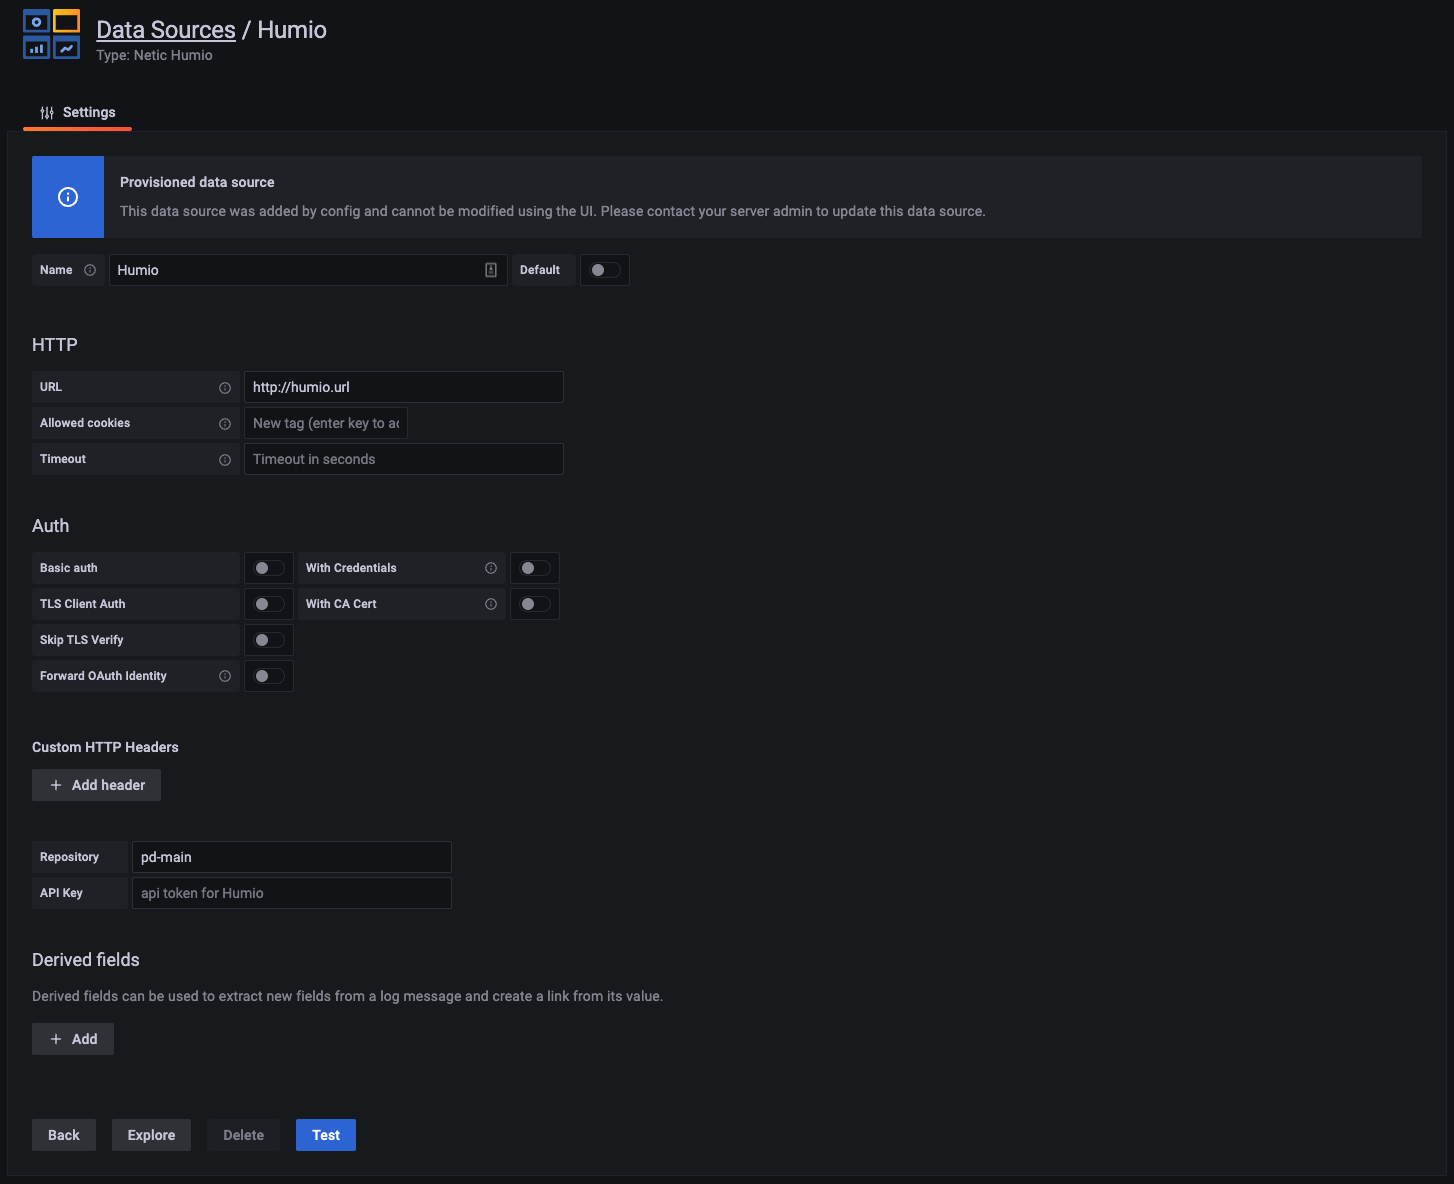 Data Sources / Humio
Type: Netic Humio
Settings
Provisioned data source
This data source was added by config and cannot be modified using the UI. Please contact your server admin to update this data source.
Name Humio Default
HTTP
URL http://humio.url
Allowed cookies New tag (enter key to ac
Timeout Timeout in seconds
Auth
Basic auth With Credentials
TLS Client Auth With CA Cert
Skip TLS Verify
Forward OAuth Identity
Custom HTTP Headers
+ Add header
Repository pd-main
API Key api token for Humio
Derived fields
Derived fields can be used to extract new fields from a log message and create a link from its value.
+ Add
Back Explore Delete Test